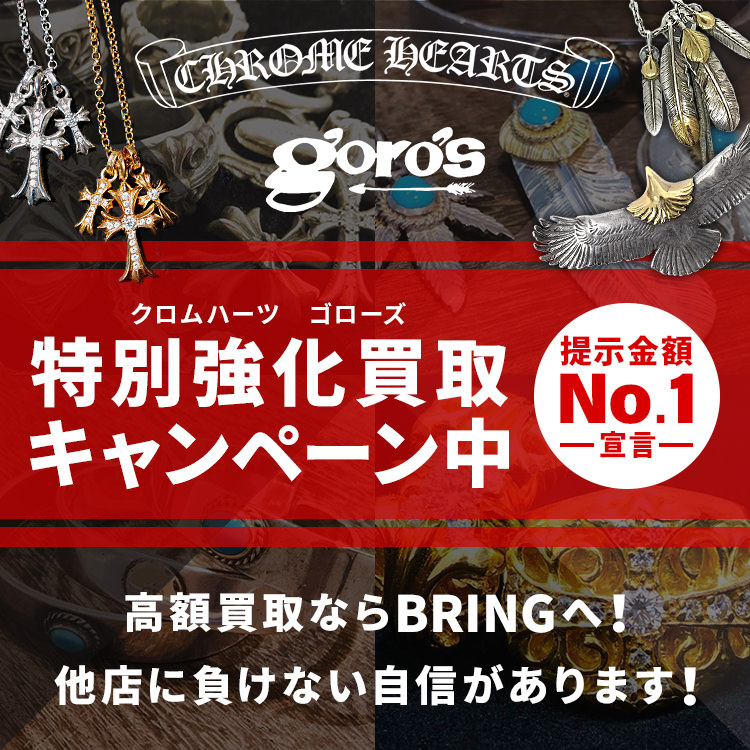 CHROME HEARTS
goro's
クロムハーツ ゴローズ
特別強化買取
キャンペーン中
提示金額
No.1
宣言
高額買取ならBRINGへ!
他店に負けない自信があります!